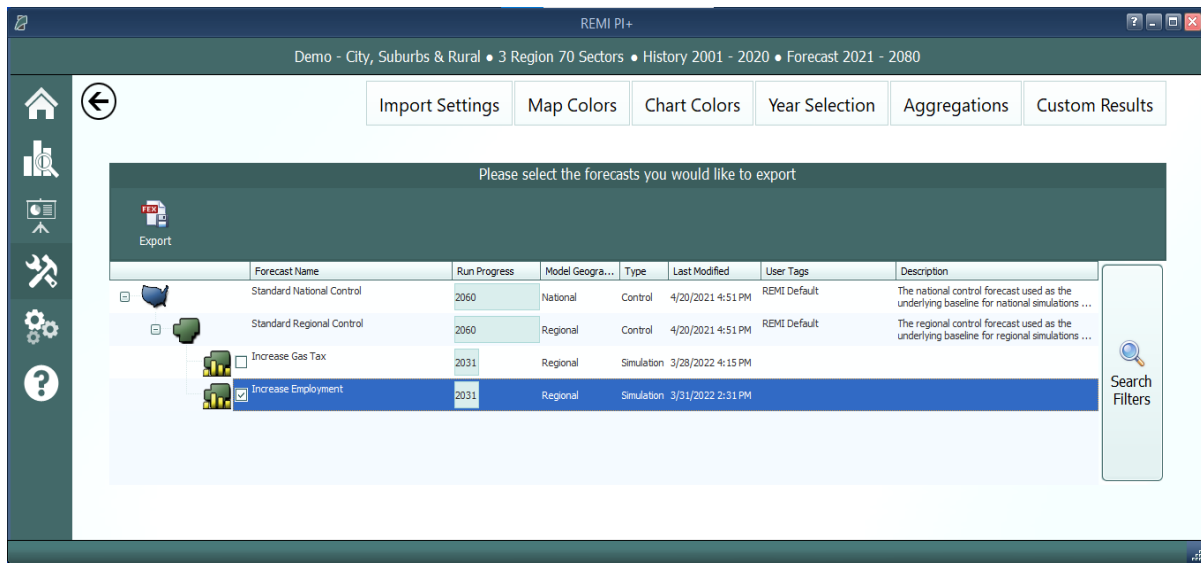 REMI PI+
Demo - City, Suburbs & Rural ● 3 Region 70 Sectors ● History 2001 - 2020 ● Forecast 2021 - 2080
Import Settings Map Colors Chart Colors Year Selection Aggregations Custom Results
Please select the forecasts you would like to export
FEX
Export
Forecast Name Run Progress Model Geogra... Type Last Modified User Tags Description
Standard National Control 2060 National Control 4/20/2021 4:51 PM REMI Default The national control forecast used as the
underlying baseline for national simulations ...
Standard Regional Control 2060 Regional Control 4/20/2021 4:51 PM REMI Default The regional control forecast used as the
underlying baseline for regional simulations ...
Increase Gas Tax 2031 Regional Simulation 3/28/2022 4:15 PM
Increase Employment 2031 Regional Simulation 3/31/2022 2:31 PM
Search
Filters